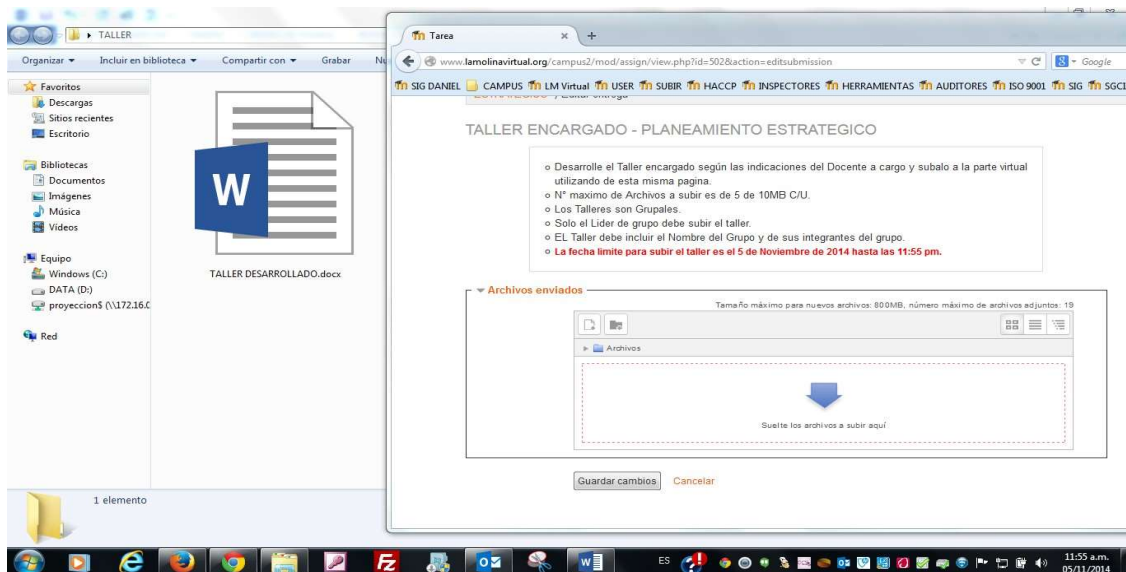 TALLER
Organizar
Incluir en biblioteca
Compartir con
Grabar
Favoritos
Descargas
Sitios recientes
Escritorio
Bibliotecas
Documentos
Imágenes
Música
Vídeos
Equipo
Windows (C:)
DATA (D:)
proyeccion$ (\\172.16.0
Red
W
TALLER DESARROLLADO.docx
1 elemento
Tarea
www.lamolinavirtual.org/campus2/mod/assign/view.php?id=502&action=editsubmission
Google
SIG DANIEL CAMPUS LM Virtual USER SUBIR HACCP INSPECTORES HERRAMIENTAS AUDITORES ISO 9001 SIG SGCI
TALLER ENCARGADO - PLANEAMIENTO ESTRATEGICO
Desarrolle el Taller encargado según las indicaciones del Docente a cargo y subalo a la parte virtual
utilizando de esta misma pagina.
N° maximo de Archivos a subir es de 5 de 10MB C/U.
Los Talleres son Grupales.
Solo el Lider de grupo debe subir el taller.
EL Taller debe incluir el Nombre del Grupo y de sus integrantes del grupo.
La fecha limite para subir el taller es el 5 de Noviembre de 2014 hasta las 11:55 pm.
Archivos enviados
Tamaño máximo para nuevos archivos: 800MB, número máximo de archivos adjuntos: 19
Archivos
Suelte los archivos a subir aquí
Guardar cambios
Cancelar
ES
11:55 a.m.
05/11/2014